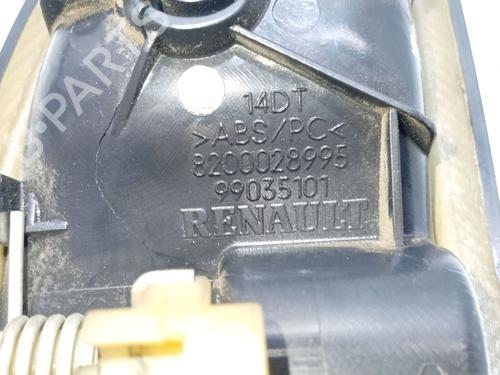 14DT
>ABS/PC<
8200028995
99035101
RENAULT
B-PARTS